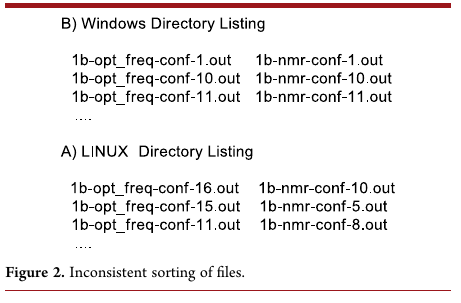 B) Windows Directory Listing
1b-opt_freq-conf-1.out 1b-nmr-conf-1.out
1b-opt_freq-conf-10.out 1b-nmr-conf-10.out
1b-opt_freq-conf-11.out 1b-nmr-conf-11.out
....
A) LINUX Directory Listing
1b-opt_freq-conf-16.out 1b-nmr-conf-10.out
1b-opt_freq-conf-15.out 1b-nmr-conf-5.out
1b-opt_freq-conf-11.out 1b-nmr-conf-8.out
....
Figure 2. Inconsistent sorting of files.